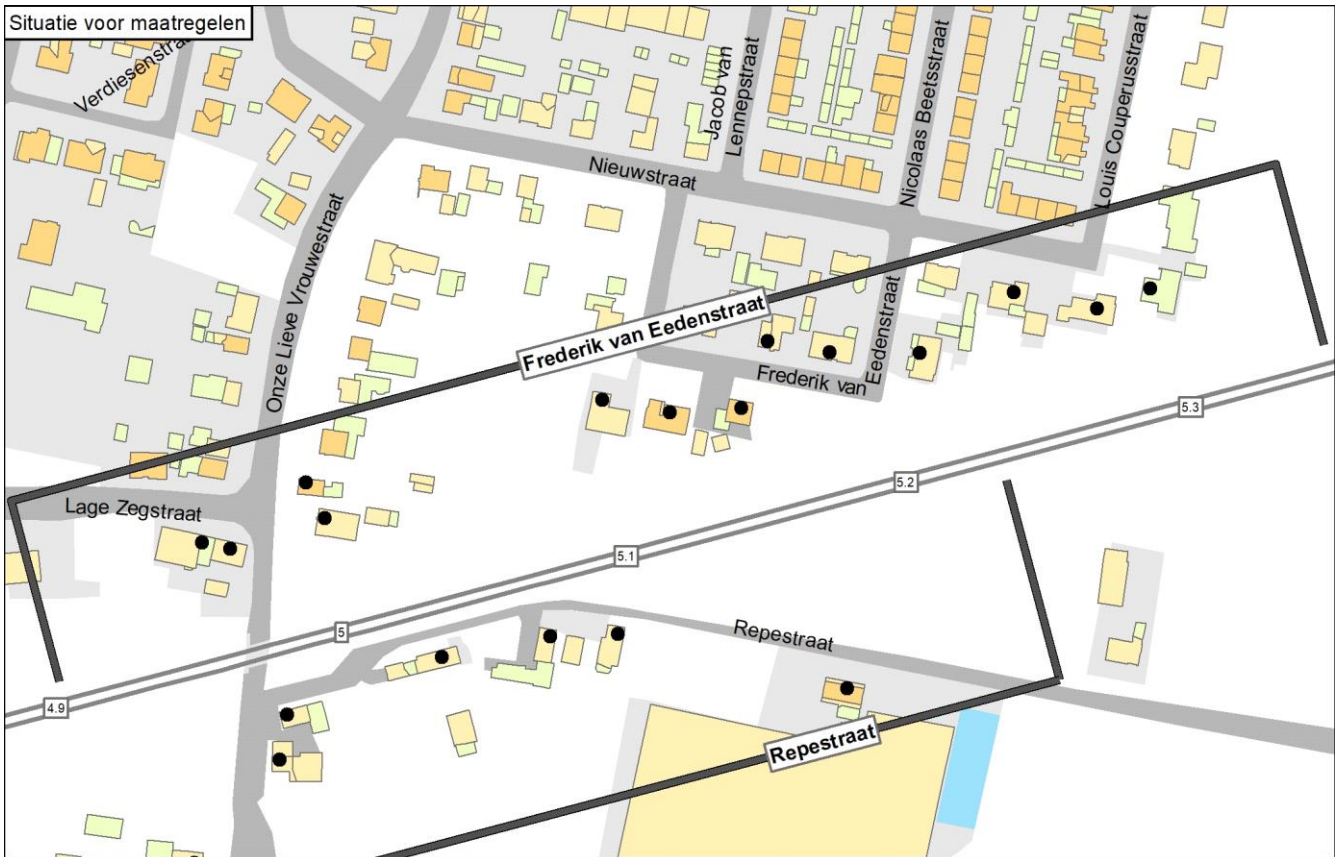 Situatie voor maatregelen
Verdiesenstraat
Jacob van
Lennepstraat
Nicolaas Beetsstraat
Louis Couperusstraat
Nieuwstraat
Onze Lieve Vrouwestraat
Frederik van Eedenstraat
Frederik van
Eedenstraat
Lage Zegstraat
5.3
5.2
5.1
5
4.9
Repestraat
Repestraat